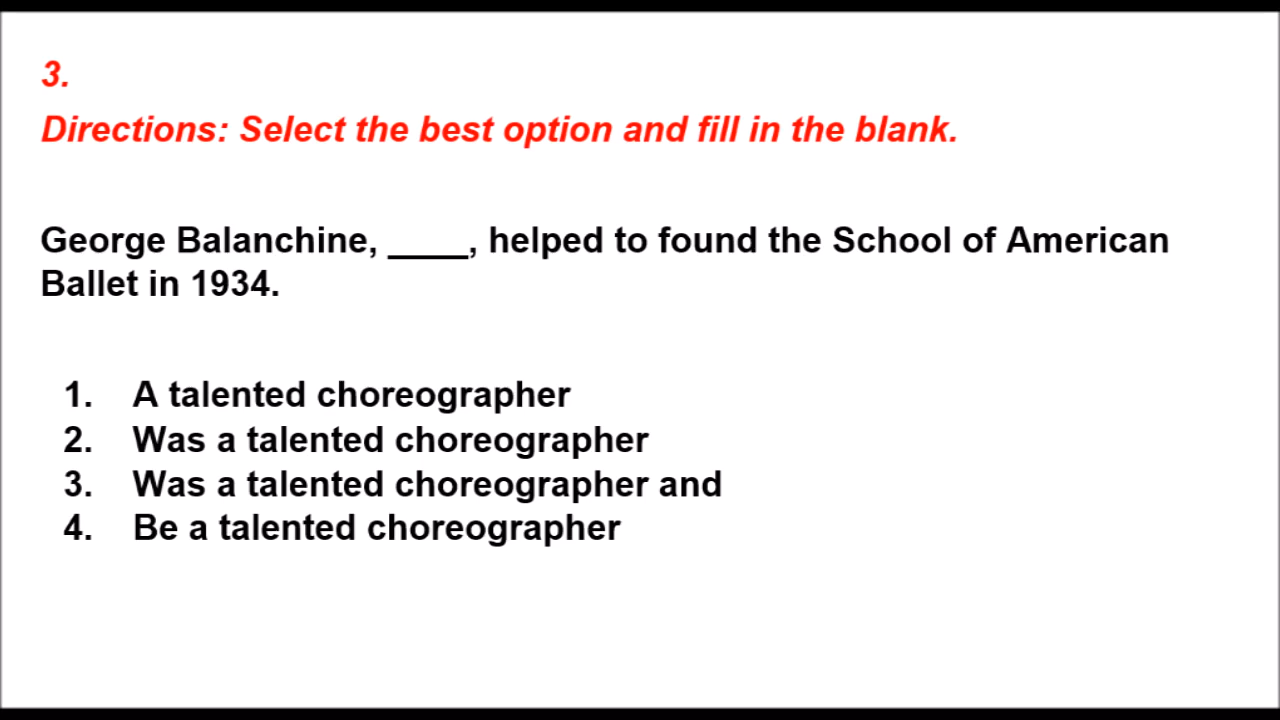 3.
Directions: Select the best option and fill in the blank.
George Balanchine, ____, helped to found the School of American
Ballet in 1934.
1. A talented choreographer
2. Was a talented choreographer
3. Was a talented choreographer and
4. Be a talented choreographer